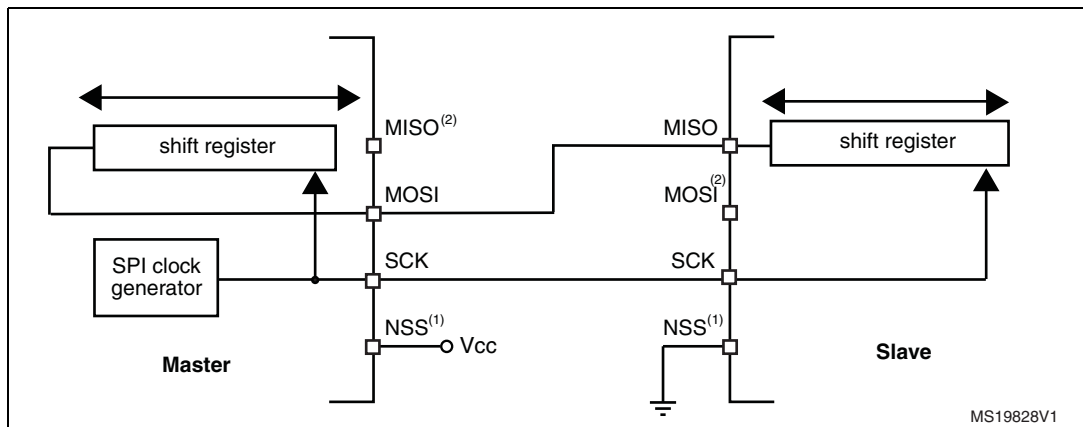 MISO(2)
MISO
shift register
shift register
MOSI
MOSI(2)
SPI clock
generator
SCK
SCK
NSS(1)
Vcc
NSS(1)
Master
Slave
MS19828V1